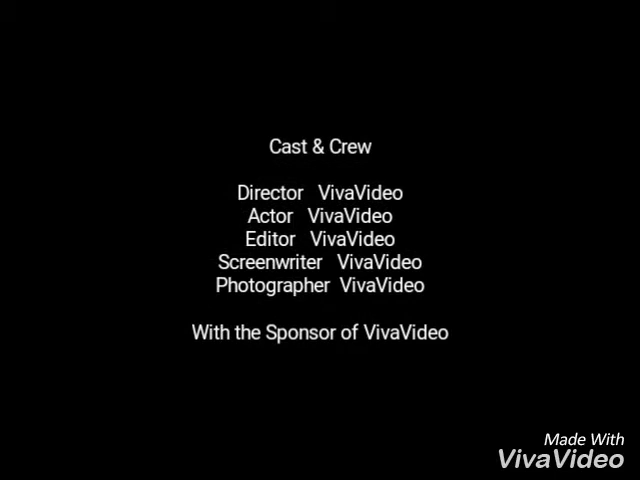 Cast & Crew
Director VivaVideo
Actor VivaVideo
Editor VivaVideo
Screenwriter VivaVideo
Photographer VivaVideo
With the Sponsor of VivaVideo
Made With
VivaVideo